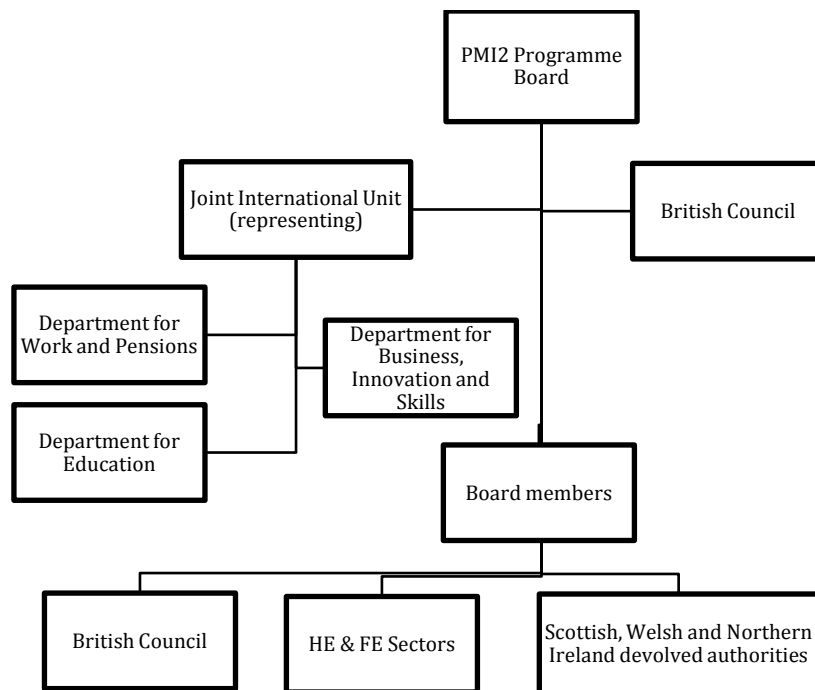 PMI2 Programme
Board
Joint International Unit
(representing)
British Council
Department for
Work and Pensions
Department for
Business,
Innovation and
Skills
Department for
Education
Board members
British Council
HE & FE Sectors
Scottish, Welsh and Northern
Ireland devolved authorities